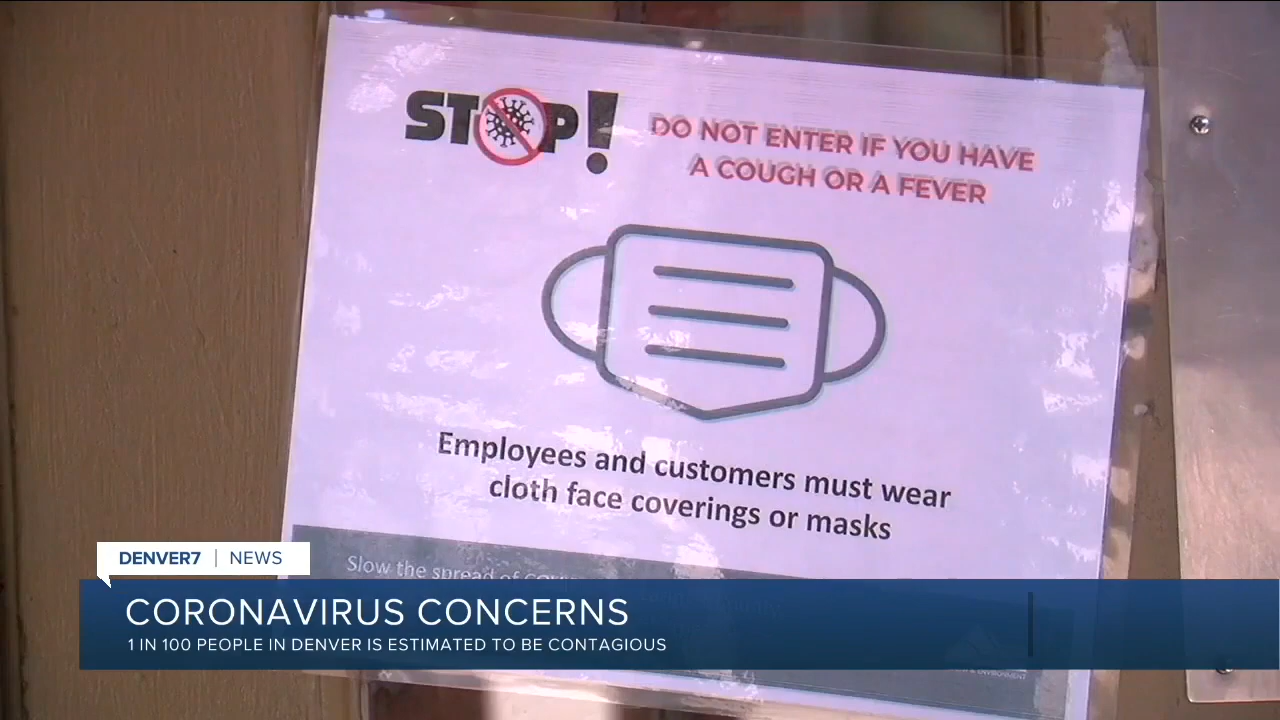 STOP!
DO NOT ENTER IF YOU HAVE
A COUGH OR A FEVER
Employees and customers must wear
cloth face coverings or masks
Slow the spread of
DENVER7 | NEWS
CORONAVIRUS CONCERNS
1 IN 100 PEOPLE IN DENVER IS ESTIMATED TO BE CONTAGIOUS
& ENVIRONMENT